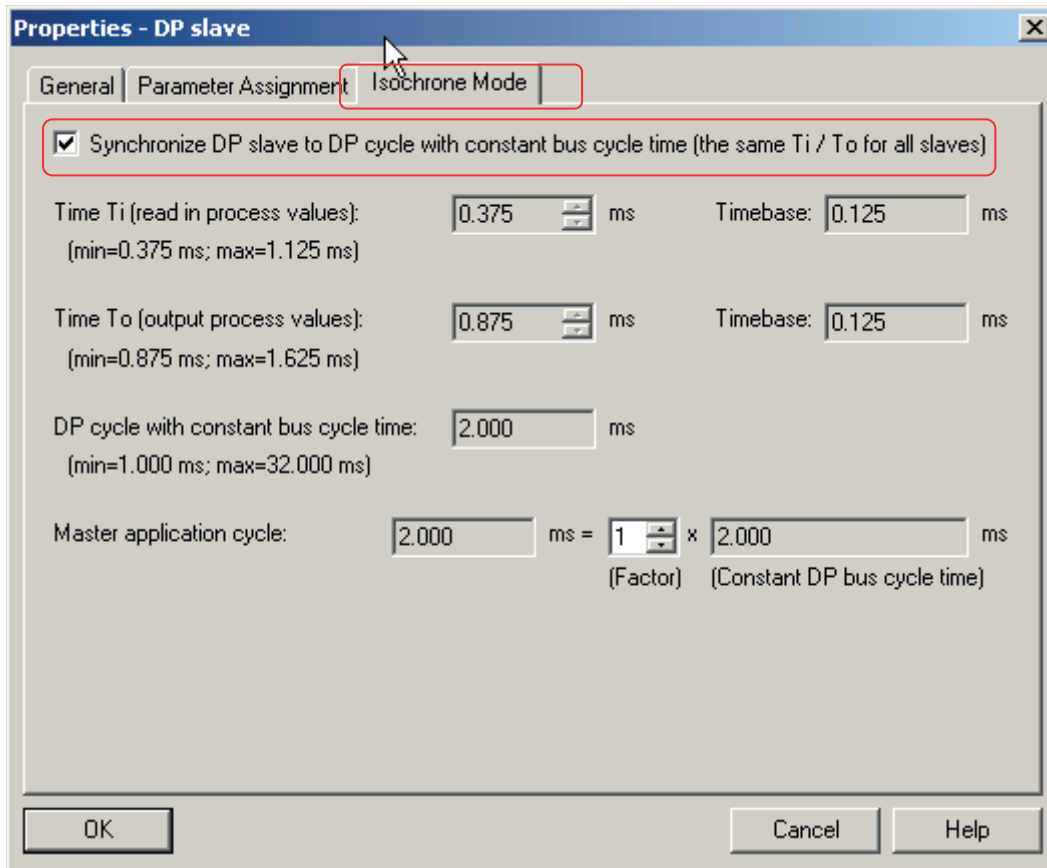 Properties - DP slave
General Parameter Assignment Isochrone Mode
Synchronize DP slave to DP cycle with constant bus cycle time (the same Ti / To for all slaves)
Time Ti (read in process values): 0.375 ms Timebase: 0.125 ms
(min=0.375 ms; max=1.125 ms)
Time To (output process values): 0.875 ms Timebase: 0.125 ms
(min=0.875 ms; max=1.625 ms)
DP cycle with constant bus cycle time: 2.000 ms
(min=1.000 ms; max=32.000 ms)
Master application cycle: 2.000 ms = 1 x 2.000 ms
(Factor) (Constant DP bus cycle time)
OK Cancel Help